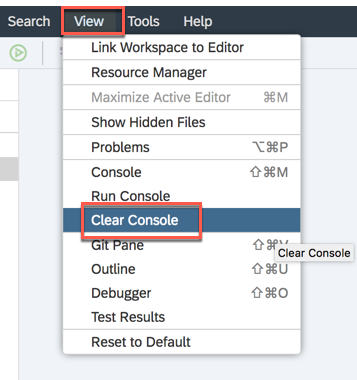 Search View Tools Help
Link Workspace to Editor
Resource Manager
Maximize Active Editor ⌘M
Show Hidden Files
Problems ⌥⌘P
Console ⇧⌘M
Run Console
Clear Console
Git Pane ⇧⌘V
Clear Console
Outline ⇧⌘U
Debugger ⇧⌘O
Test Results
Reset to Default